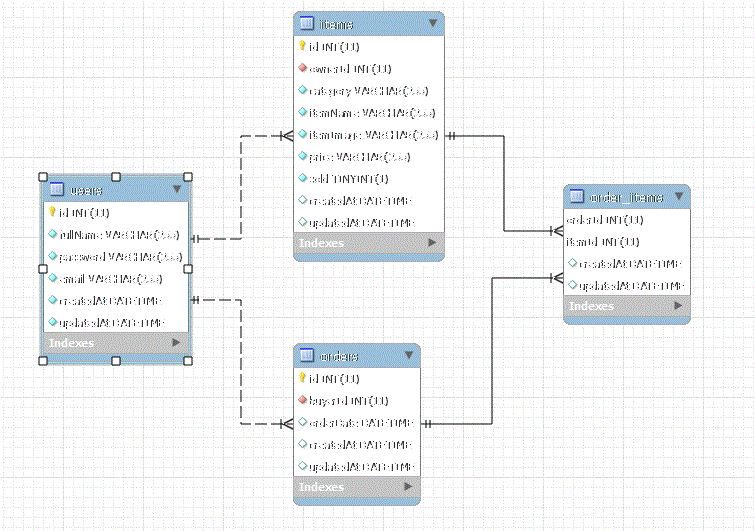 users
id INT(11)
fullName VARCHAR(255)
password VARCHAR(255)
email VARCHAR(255)
createdAt DATETIME
updatedAt DATETIME
Indexes
items
id INT(11)
ownerId INT(11)
category VARCHAR(255)
itemName VARCHAR(255)
itemImage VARCHAR(255)
price VARCHAR(255)
sold TINYINT(1)
createdAt DATETIME
updatedAt DATETIME
Indexes
orders
id INT(11)
buyerId INT(11)
orderDate DATETIME
createdAt DATETIME
updatedAt DATETIME
Indexes
order_items
orderId INT(11)
itemId INT(11)
createdAt DATETIME
updatedAt DATETIME
Indexes